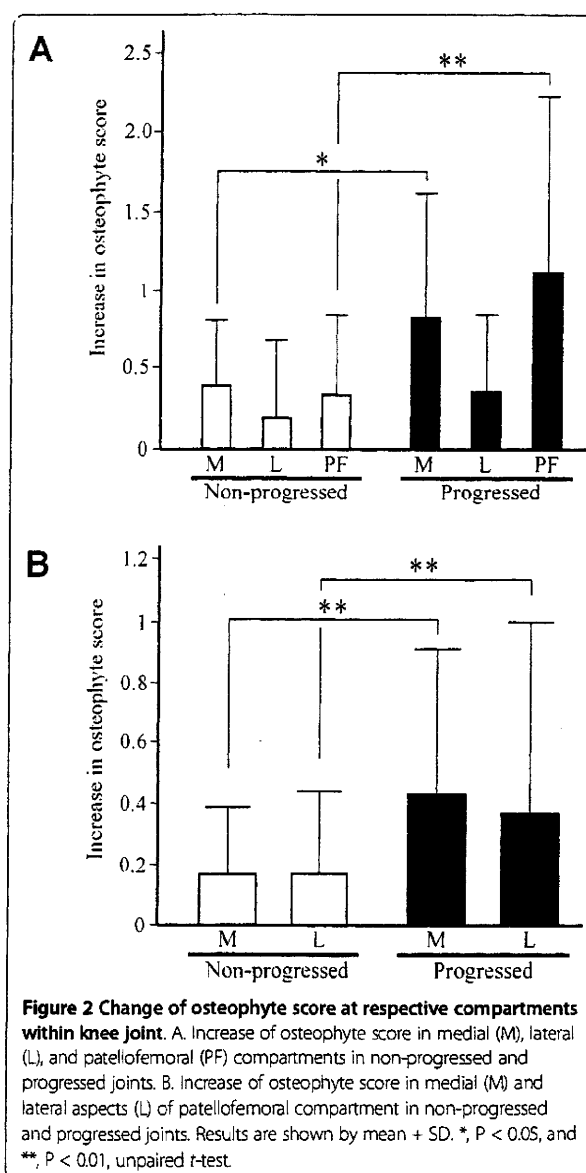 A
2.5
**
2.0
*
1.5
1
0.5
0
Increase in osteophyte score
M L PF M L PF
Non-progressed Progressed
B
1.2
**
1
**
0.8
0.6
0.4
0.2
0
Increase in osteophyte score
M L M L
Non-progressed Progressed
Figure 2 Change of osteophyte score at respective compartments
within knee joint. A. Increase of osteophyte score in medial (M), lateral
(L), and patellofemoral (PF) compartments in non-progressed and
progressed joints. B. Increase of osteophyte score in medial (M) and
lateral aspects (L) of patellofemoral compartment in non-progressed
and progressed joints. Results are shown by mean + SD. *, P < 0.05, and
**, P < 0.01, unpaired t-test.